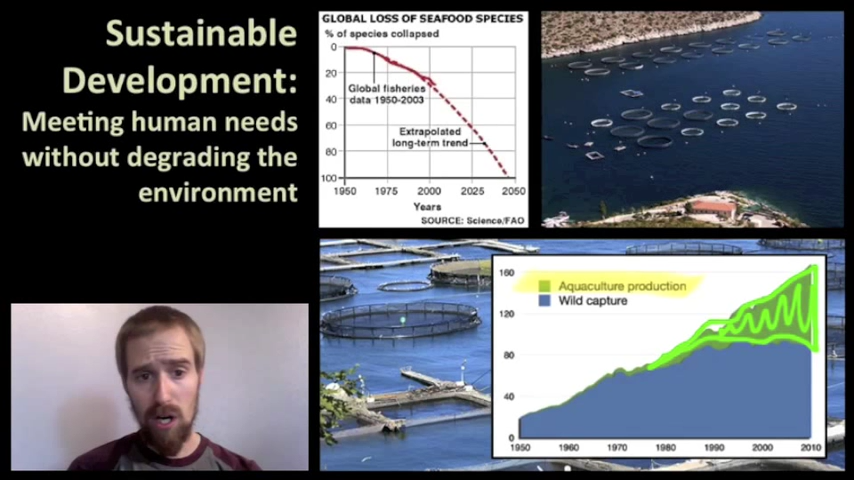 Sustainable
Development:
Meeting human needs
without degrading the
environment
GLOBAL LOSS OF SEAFOOD SPECIES
% of species collapsed
0
20
40
60
80
100
Global fisheries
data 1950-2003
Extrapolated
long-term trend
1950
1975
2000
2025
2050
Years
SOURCE: Science/FAO
160
120
80
40
0
Aquaculture production
Wild capture
1950
1960
1970
1980
1990
2000
2010